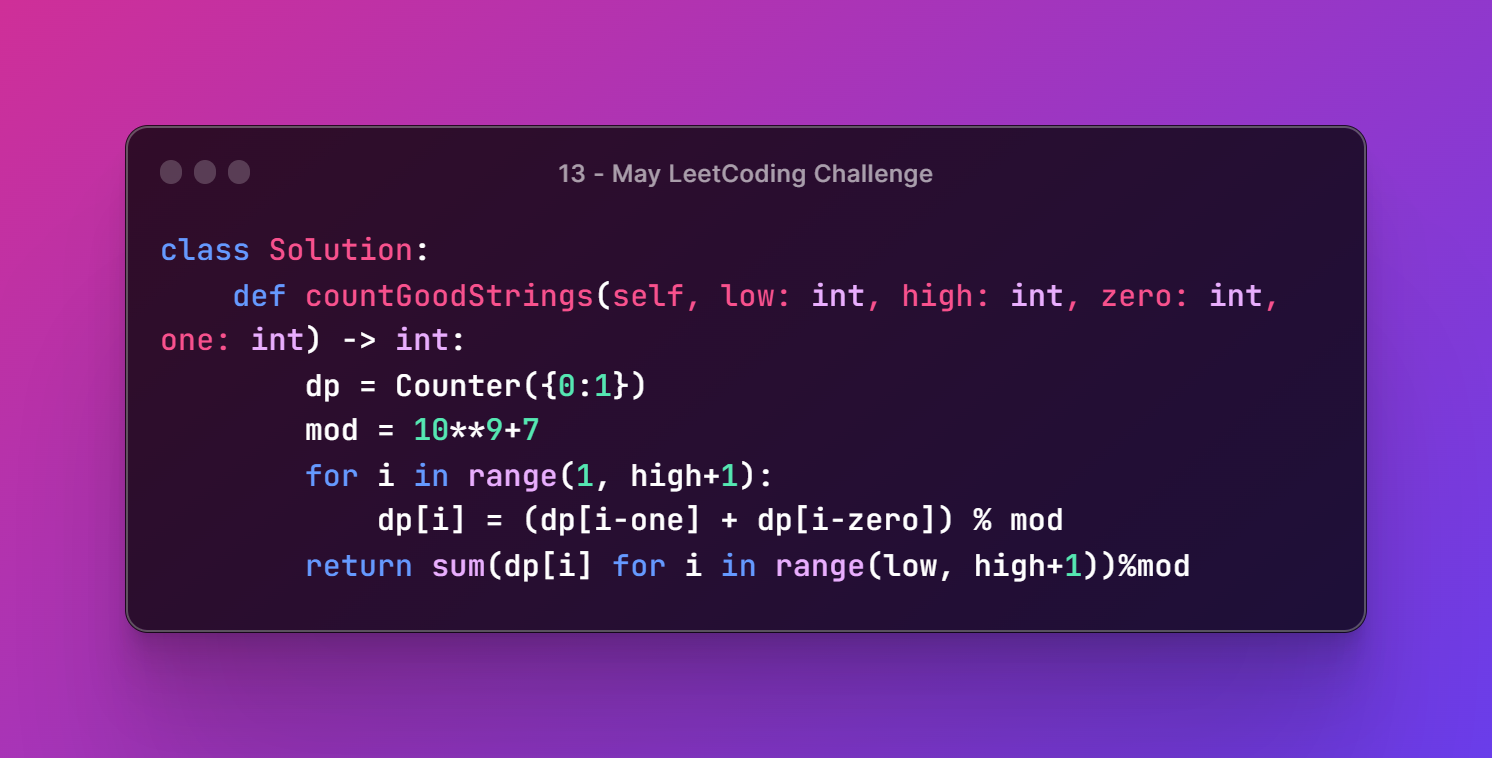 13 - May LeetCoding Challenge
class Solution:
    def countGoodStrings(self, low: int, high: int, zero: int,
one: int) -> int:
        dp = Counter({0:1})
        mod = 10**9+7
        for i in range(1, high+1):
            dp[i] = (dp[i-one] + dp[i-zero]) % mod
        return sum(dp[i] for i in range(low, high+1))%mod